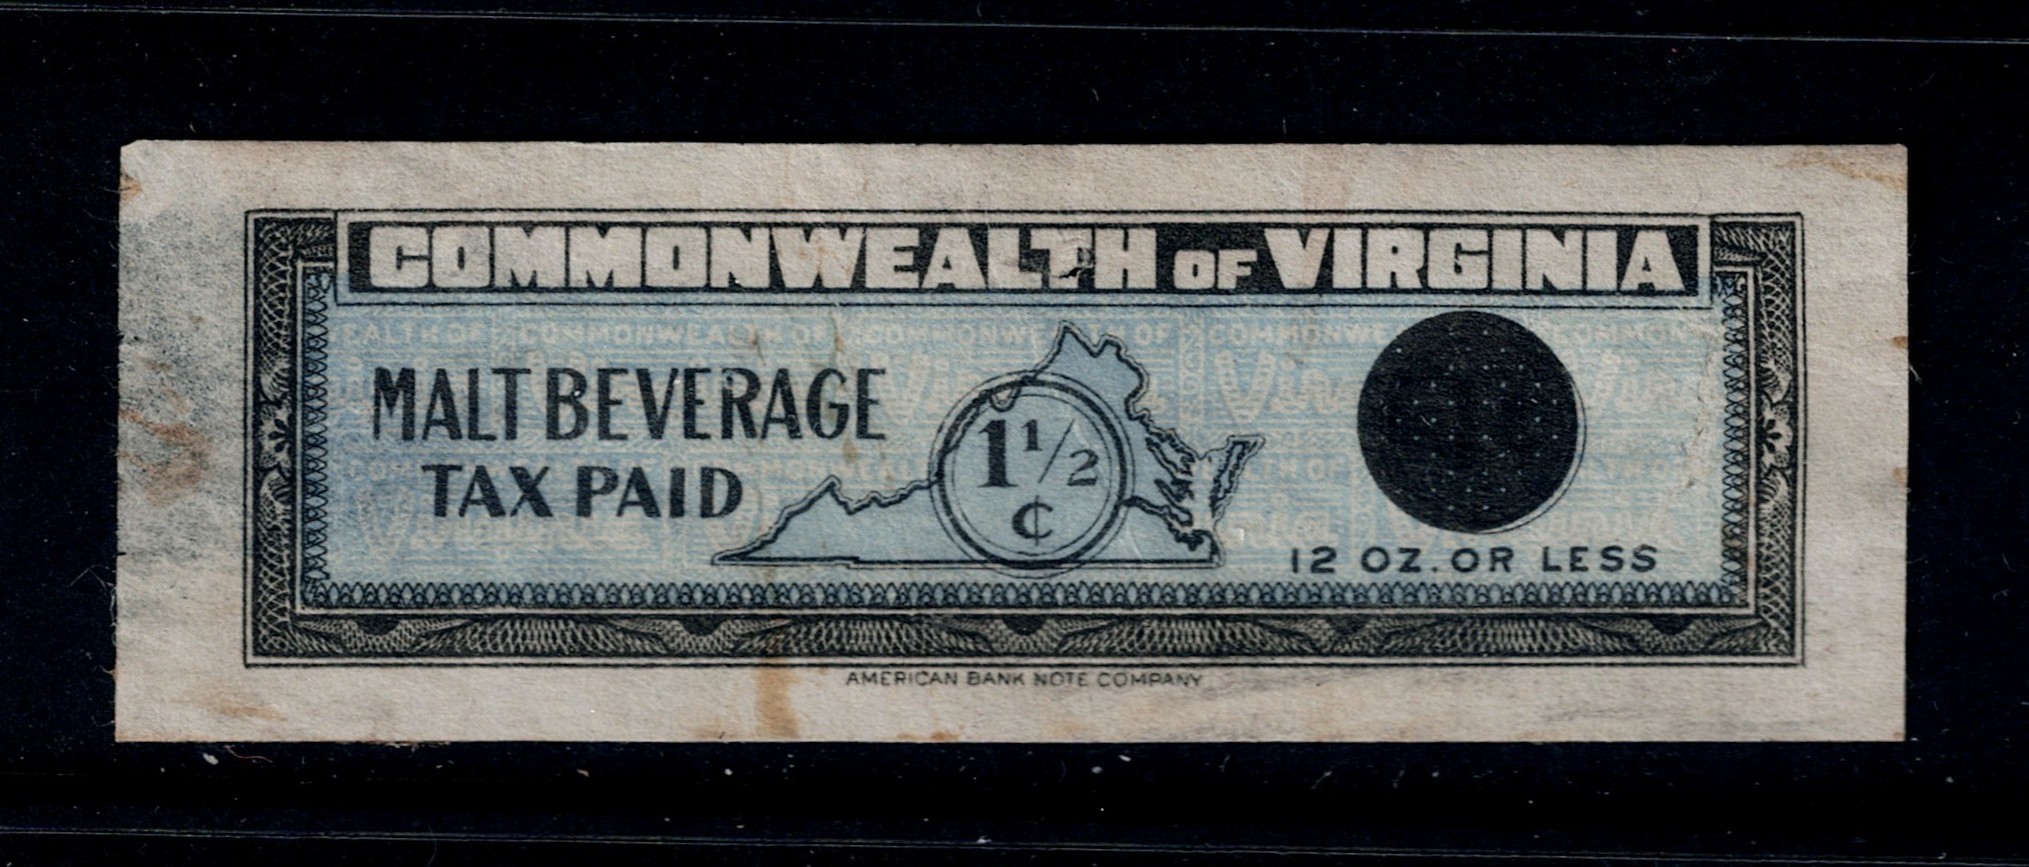 COMMONWEALTH OF VIRGINIA
MALT BEVERAGE
TAX PAID
1 1/2
¢
12 OZ. OR LESS
AMERICAN BANK NOTE COMPANY